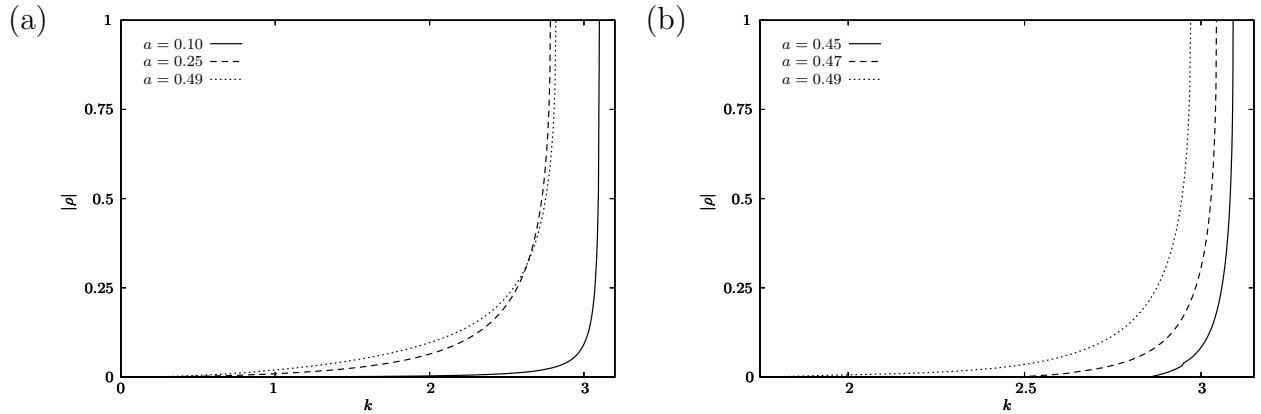 (a)
1
0.75
0.5
0.25
0
|ρ|
a = 0.10
a = 0.25
a = 0.49
0 1 2 3
k
(b)
1
0.75
0.5
0.25
0
|ρ|
a = 0.45
a = 0.47
a = 0.49
2 2.5 3
k